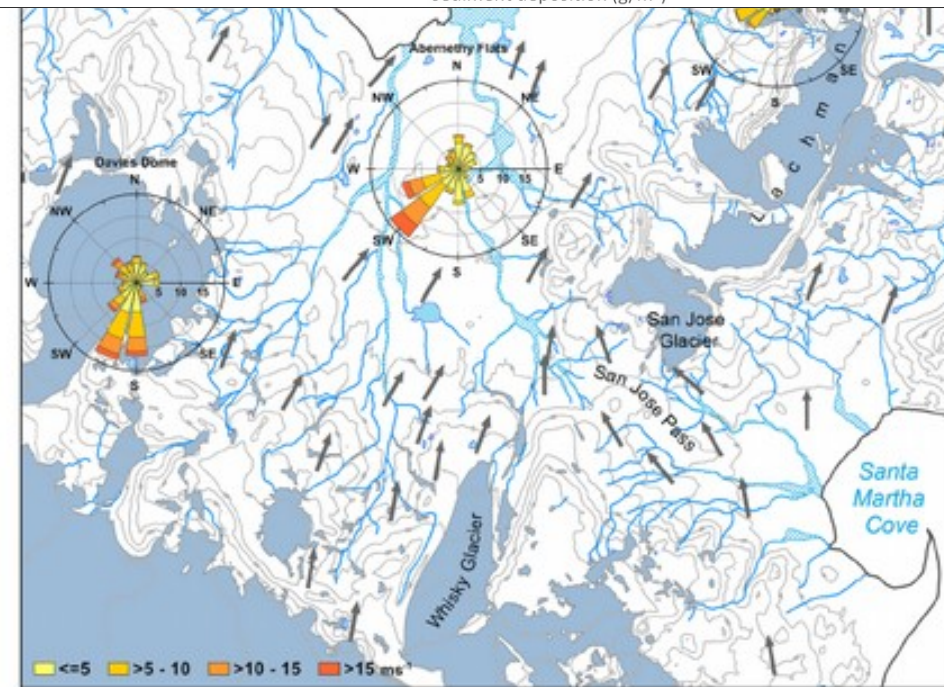 Abernethy Flats
N
NW
NE
W
E
5 10 15
SW
SE
S
SW
SE
S
Lachman
Davies Dome
N
NW
NE
W
E
5 10 15
SW
SE
S
San Jose
Glacier
San Jose Pass
Santa
Martha
Cove
Whisky Glacier
<=5
>5 - 10
>10 - 15
>15 ms⁻¹